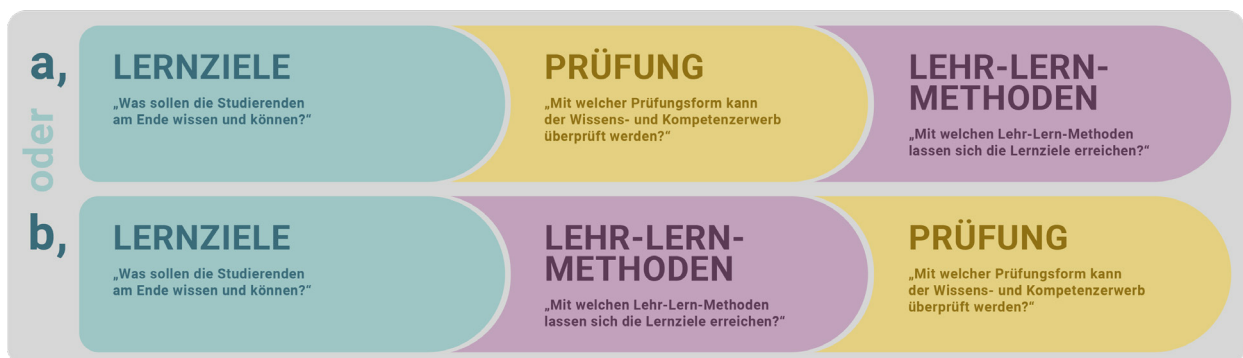 a,
LERNZIELE
„Was sollen die Studierenden
am Ende wissen und können?“
PRÜFUNG
„Mit welcher Prüfungsform kann
der Wissens- und Kompetenzerwerb
überprüft werden?“
LEHR-LERN-
METHODEN
„Mit welchen Lehr-Lern-Methoden
lassen sich die Lernziele erreichen?“
oder
b,
LERNZIELE
„Was sollen die Studierenden
am Ende wissen und können?“
LEHR-LERN-
METHODEN
„Mit welchen Lehr-Lern-Methoden
lassen sich die Lernziele erreichen?“
PRÜFUNG
„Mit welcher Prüfungsform kann
der Wissens- und Kompetenzerwerb
überprüft werden?“